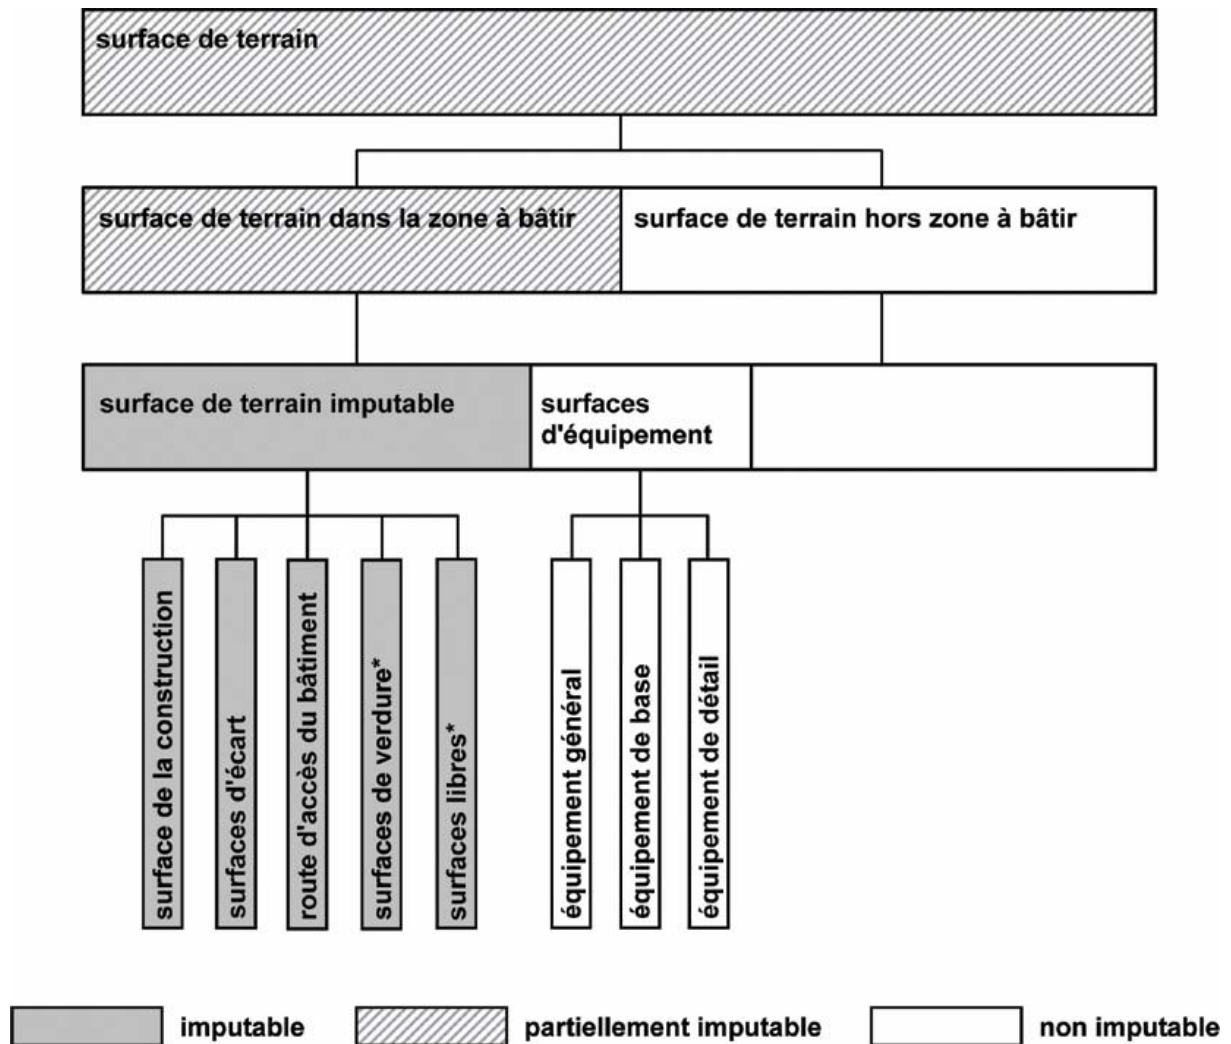 surface de terrain
surface de terrain dans la zone à bâtir
surface de terrain hors zone à bâtir
surface de terrain imputable
surfaces
d'équipement
surface de la construction
surfaces d'écart
route d'accès du bâtiment
surfaces de verdure*
surfaces libres*
équipement général
équipement de base
équipement de détail
imputable
partiellement imputable
non imputable